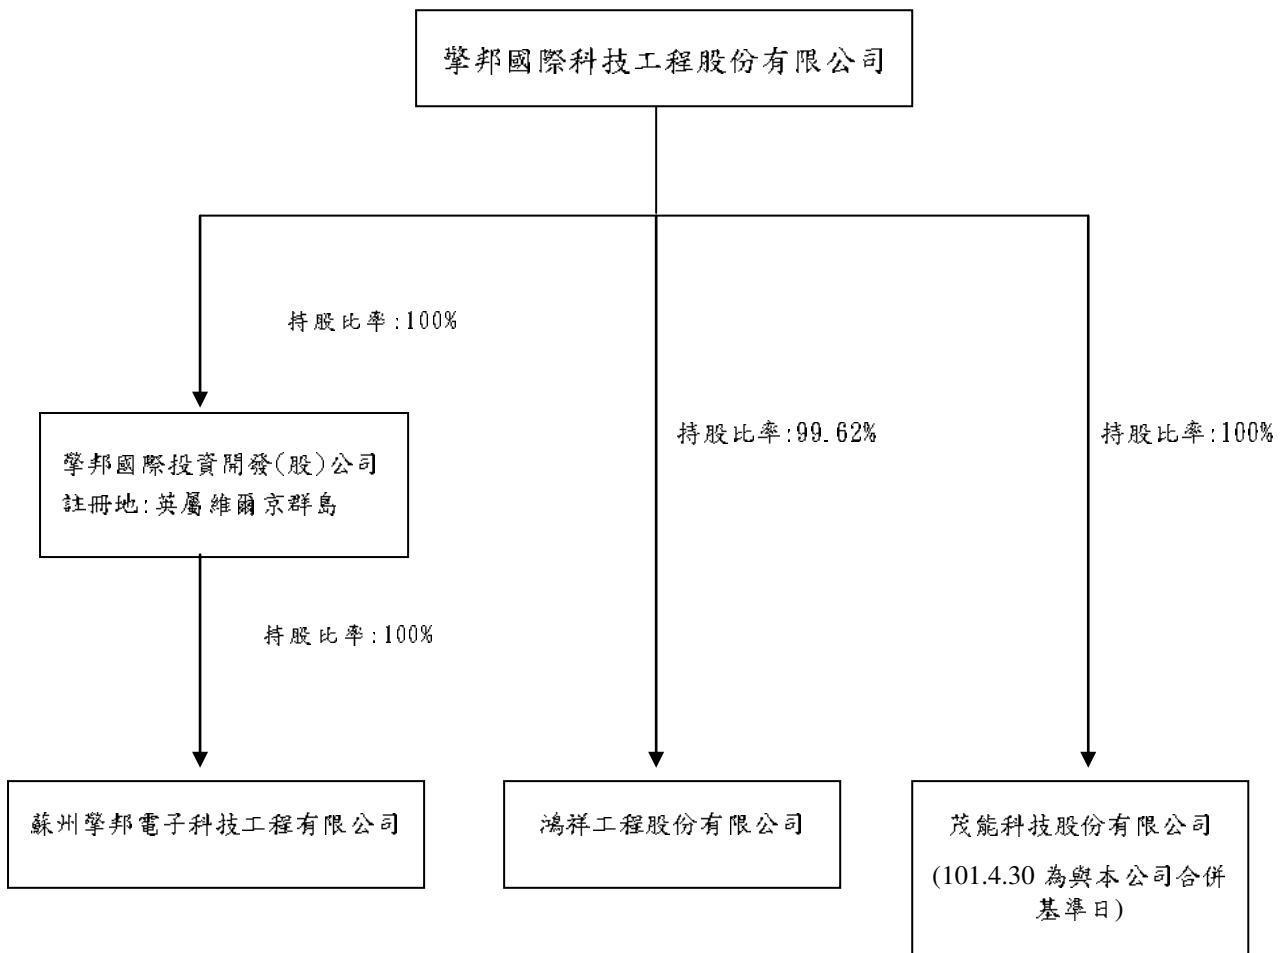 擎邦國際科技工程股份有限公司
持股比率:100%
持股比率:99.62%
持股比率:100%
擎邦國際投資開發(股)公司
註冊地:英屬維爾京群島
持股比率:100%
蘇州擎邦電子科技工程有限公司
鴻祥工程股份有限公司
茂能科技股份有限公司
(101.4.30 為與本公司合併
基準日)